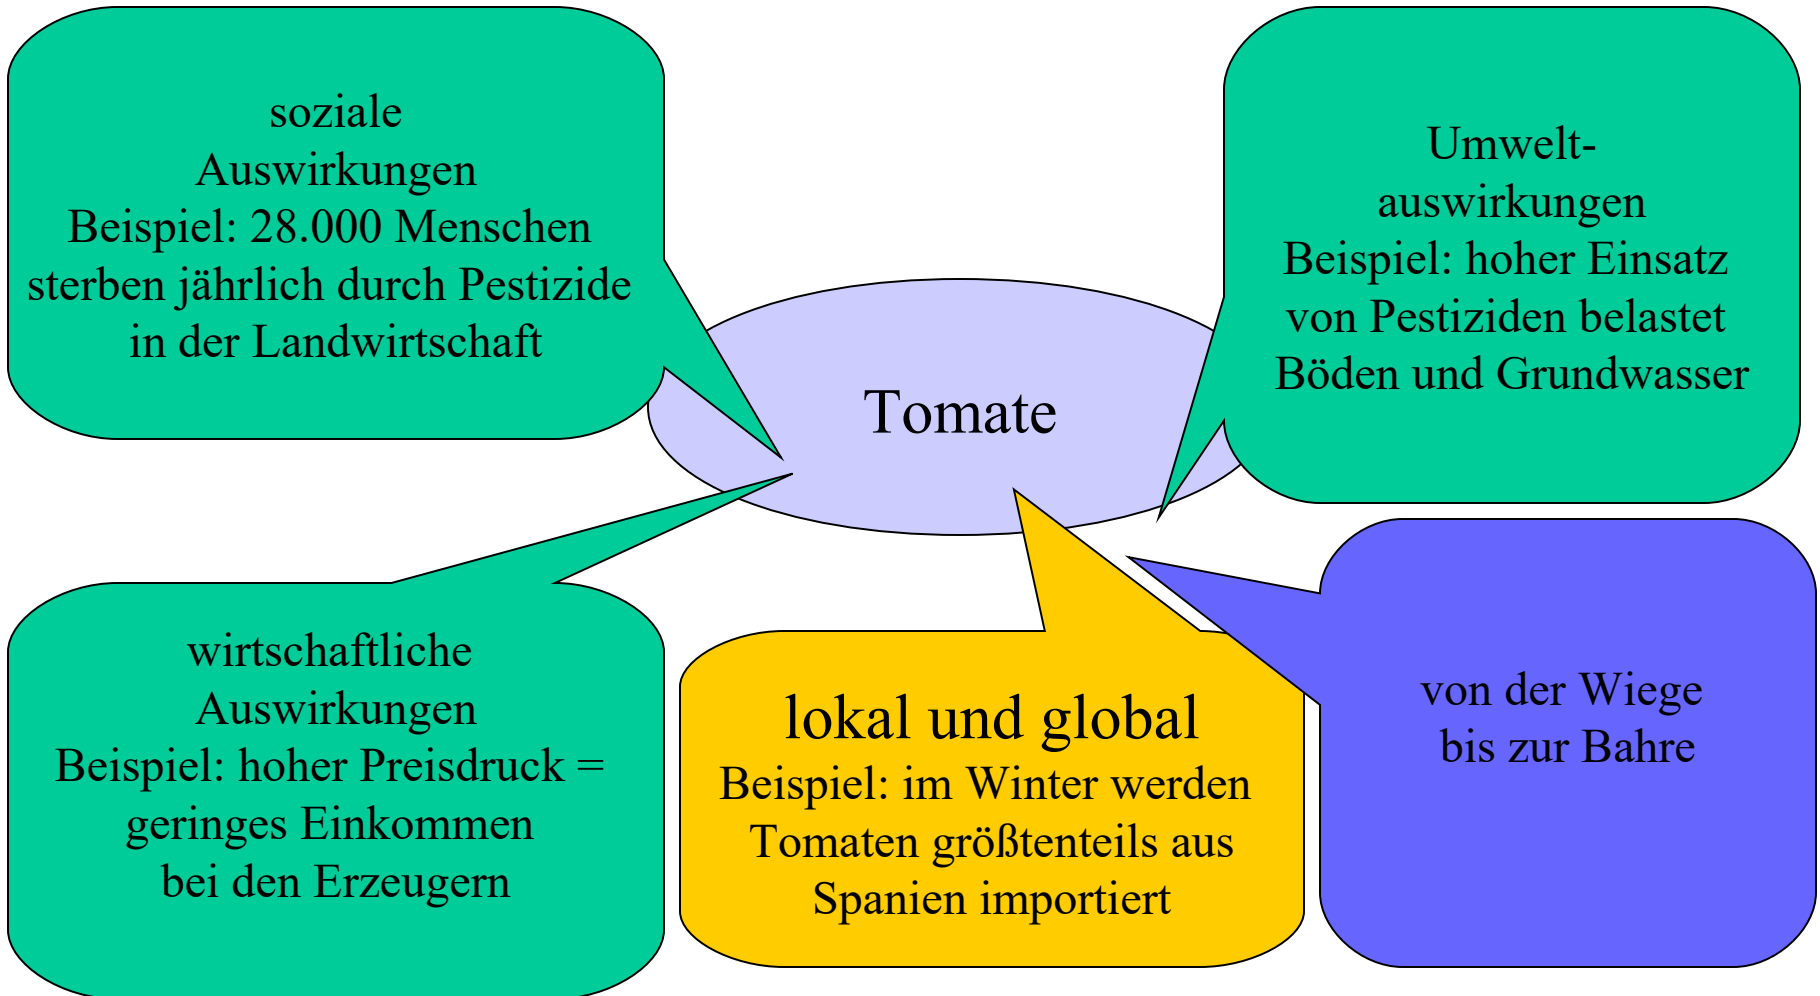 soziale
Auswirkungen
Beispiel: 28.000 Menschen
sterben jährlich durch Pestizide
in der Landwirtschaft
Umwelt-
auswirkungen
Beispiel: hoher Einsatz
von Pestiziden belastet
Böden und Grundwasser
Tomate
wirtschaftliche
Auswirkungen
Beispiel: hoher Preisdruck =
geringes Einkommen
bei den Erzeugern
lokal und global
Beispiel: im Winter werden
Tomaten größtenteils aus
Spanien importiert
von der Wiege
bis zur Bahre